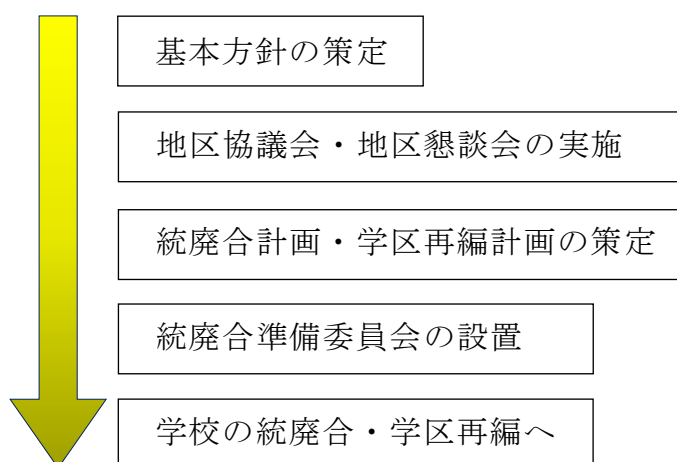 基本方針の策定
地区協議会・地区懇談会の実施
統廃合計画・学区再編計画の策定
統廃合準備委員会の設置
学校の統廃合・学区再編へ